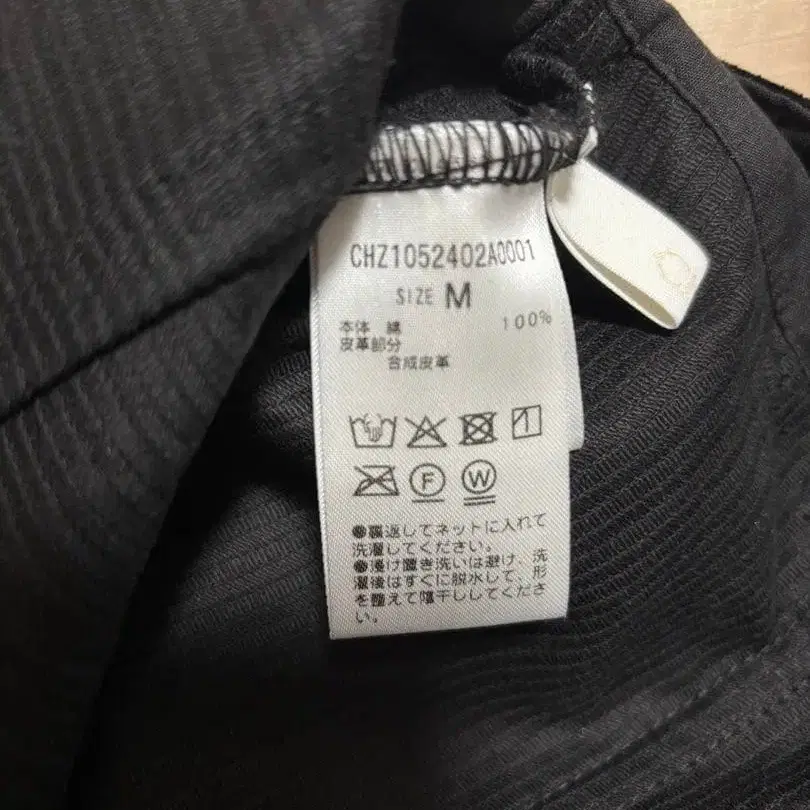 CHZ1052402A0001
SIZE M
本体 綿 100%
皮革部分
合成皮革
F W
●裏返してネットに入れて
洗濯してください。
●浸け置き洗いは避け、洗
濯後はすぐに脱水して、形
を整えて陰干ししてくださ
い。